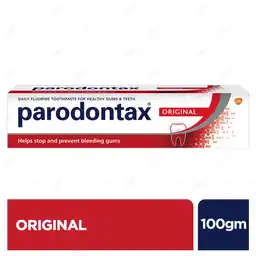 DAILY FLUORIDE TOOTHPASTE FOR HEALTHY GUMS & TEETH
parodontax
ORIGINAL
Helps stop and prevent bleeding gums
ORIGINAL
100gm